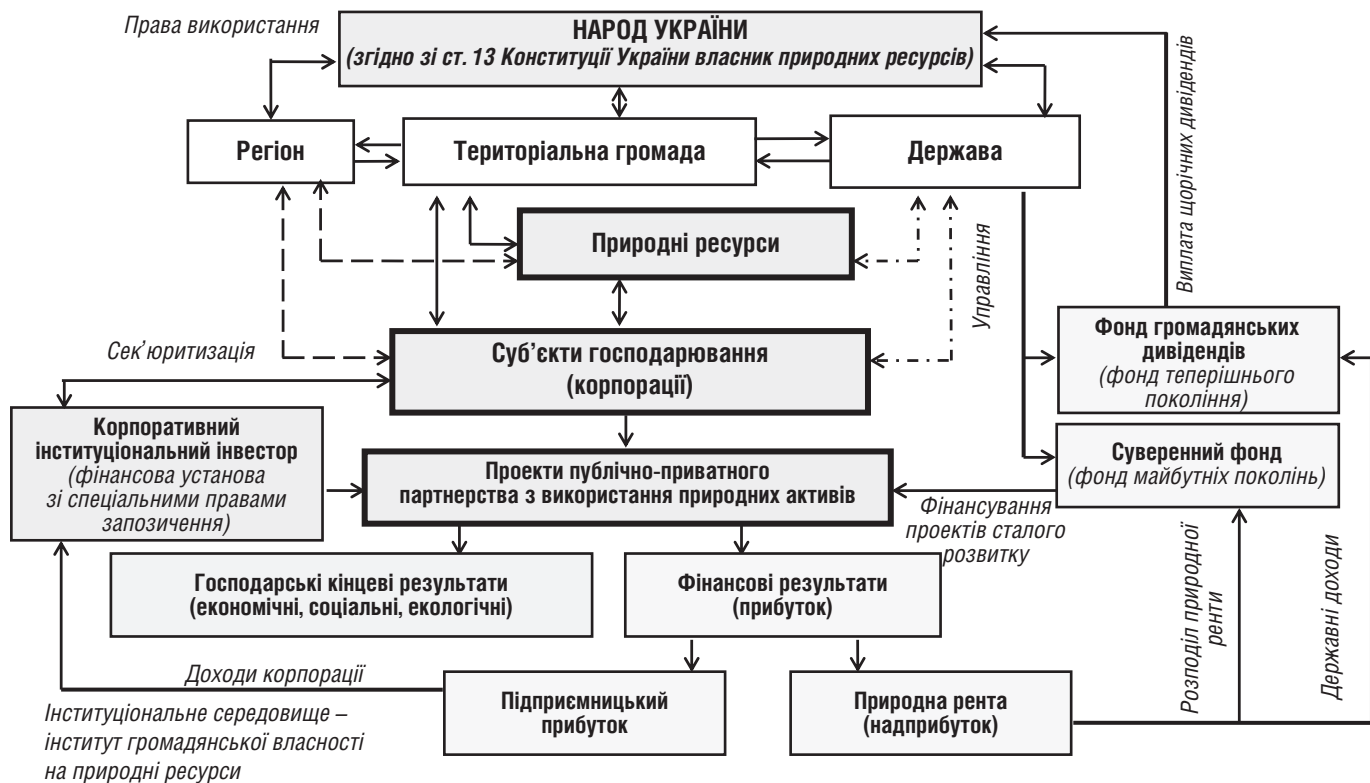 Права використання
НАРОД УКРАЇНИ
(згідно зі ст. 13 Конституції України власник природних ресурсів)
Регіон
Територіальна громада
Держава
Природні ресурси
Управління
Виплата щорічних дивідендів
Сек’юритизація
Суб’єкти господарювання
(корпорації)
Фонд громадянських
дивідендів
(фонд теперішнього
покоління)
Корпоративний
інституціональний інвестор
(фінансова установа
зі спеціальними правами
запозичення)
Проекти публічно-приватного
партнерства з використання природних активів
Суверенний фонд
(фонд майбутніх поколінь)
Фінансування
проектів сталого
розвитку
Господарські кінцеві результати
(економічні, соціальні, екологічні)
Фінансові результати
(прибуток)
Розподіл природної
ренти
Державні доходи
Доходи корпорації
Підприємницький
прибуток
Природна рента
(надприбуток)
Інституціональне середовище –
інститут громадянської власності
на природні ресурси